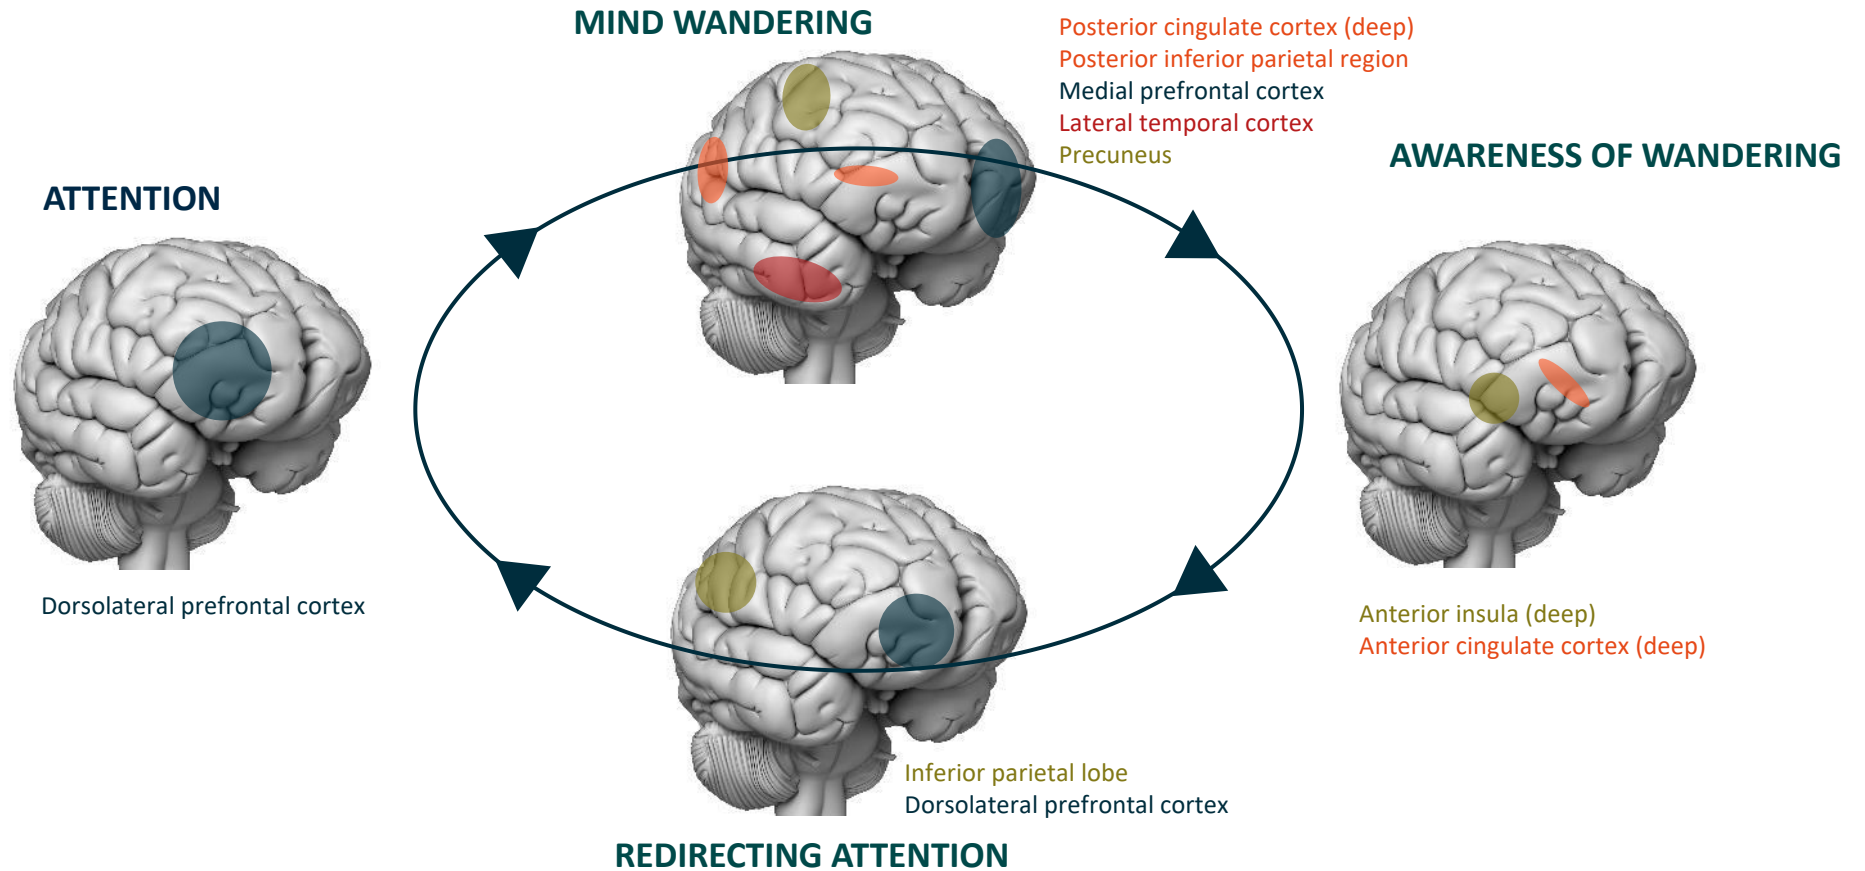 MIND WANDERING
Posterior cingulate cortex (deep)
Posterior inferior parietal region
Medial prefrontal cortex
Lateral temporal cortex
Precuneus
AWARENESS OF WANDERING
ATTENTION
Dorsolateral prefrontal cortex
Anterior insula (deep)
Anterior cingulate cortex (deep)
Inferior parietal lobe
Dorsolateral prefrontal cortex
REDIRECTING ATTENTION